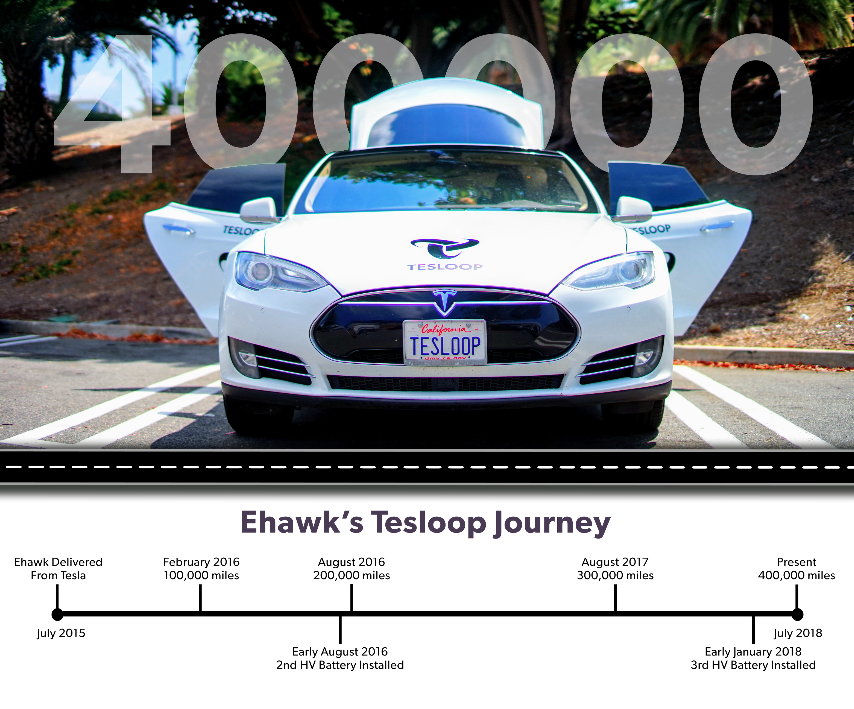 400000
TESLOOP
TESLOOP
TESLOOP
California
TESLOOP
Ehawk's Tesloop Journey
Ehawk Delivered
From Tesla
February 2016
100,000 miles
August 2016
200,000 miles
August 2017
300,000 miles
Present
400,000 miles
July 2015
July 2018
Early August 2016
2nd HV Battery Installed
Early January 2018
3rd HV Battery Installed